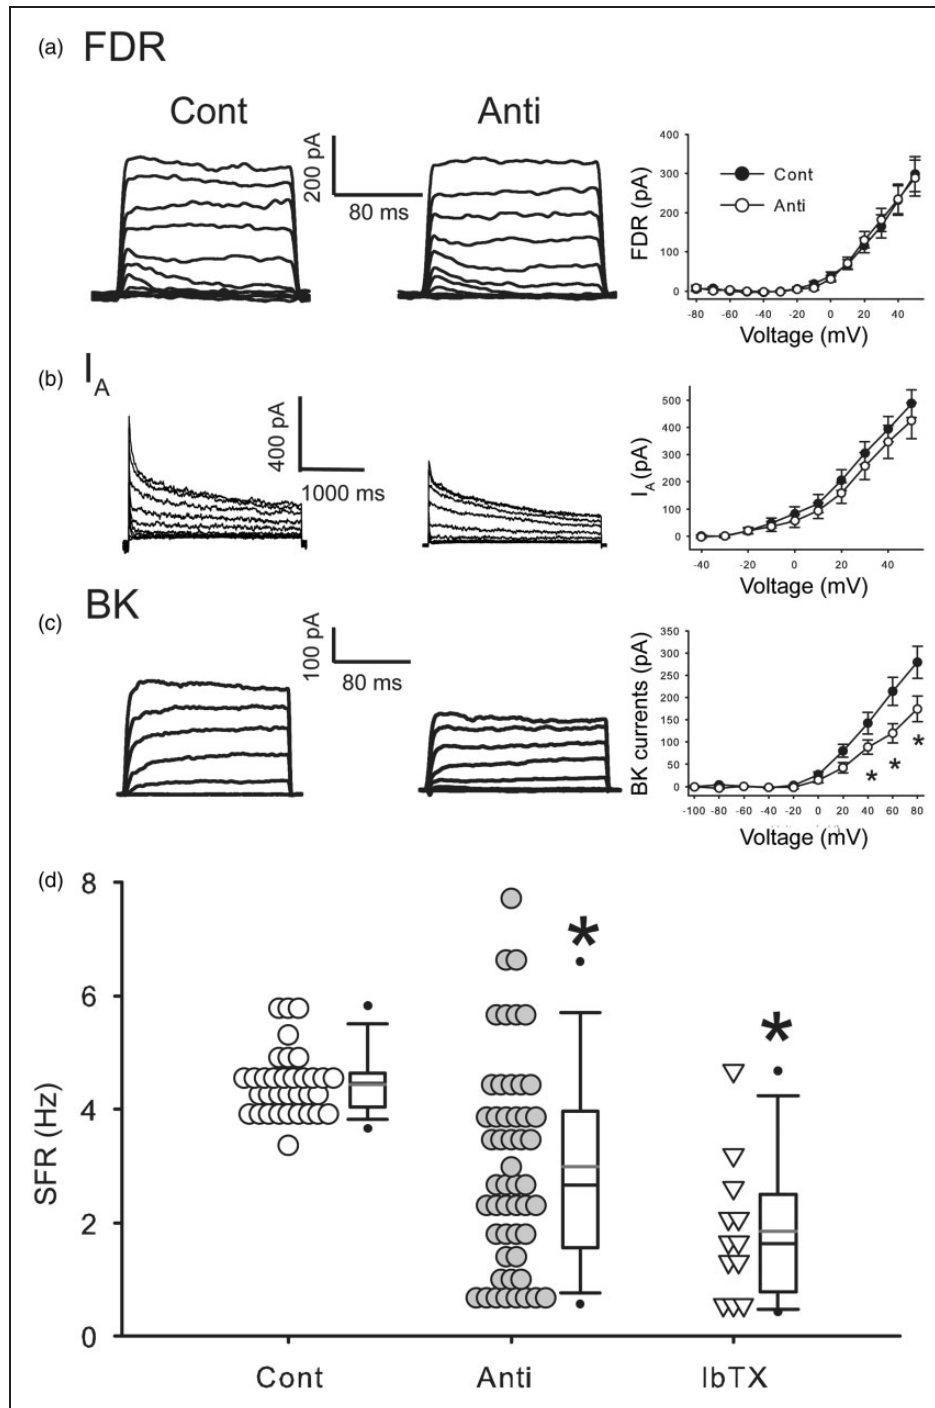 (a) FDR
Cont Anti
200 pA
80 ms
FDR (pA)
400
300
200
100
0
Cont
Anti
-80 -60 -40 -20 0 20 40
Voltage (mV)
(b) IA
400 pA
1000 ms
IA (pA)
500
400
300
200
100
0
-40 -20 0 20 40
Voltage (mV)
(c) BK
100 pA
80 ms
BK currents (pA)
350
300
250
200
150
100
50
0
* * *
-100 -80 -60 -40 -20 0 20 40 60 80
Voltage (mV)
(d)
SFR (Hz)
8
6
4
2
0
* *
Cont Anti IbTX